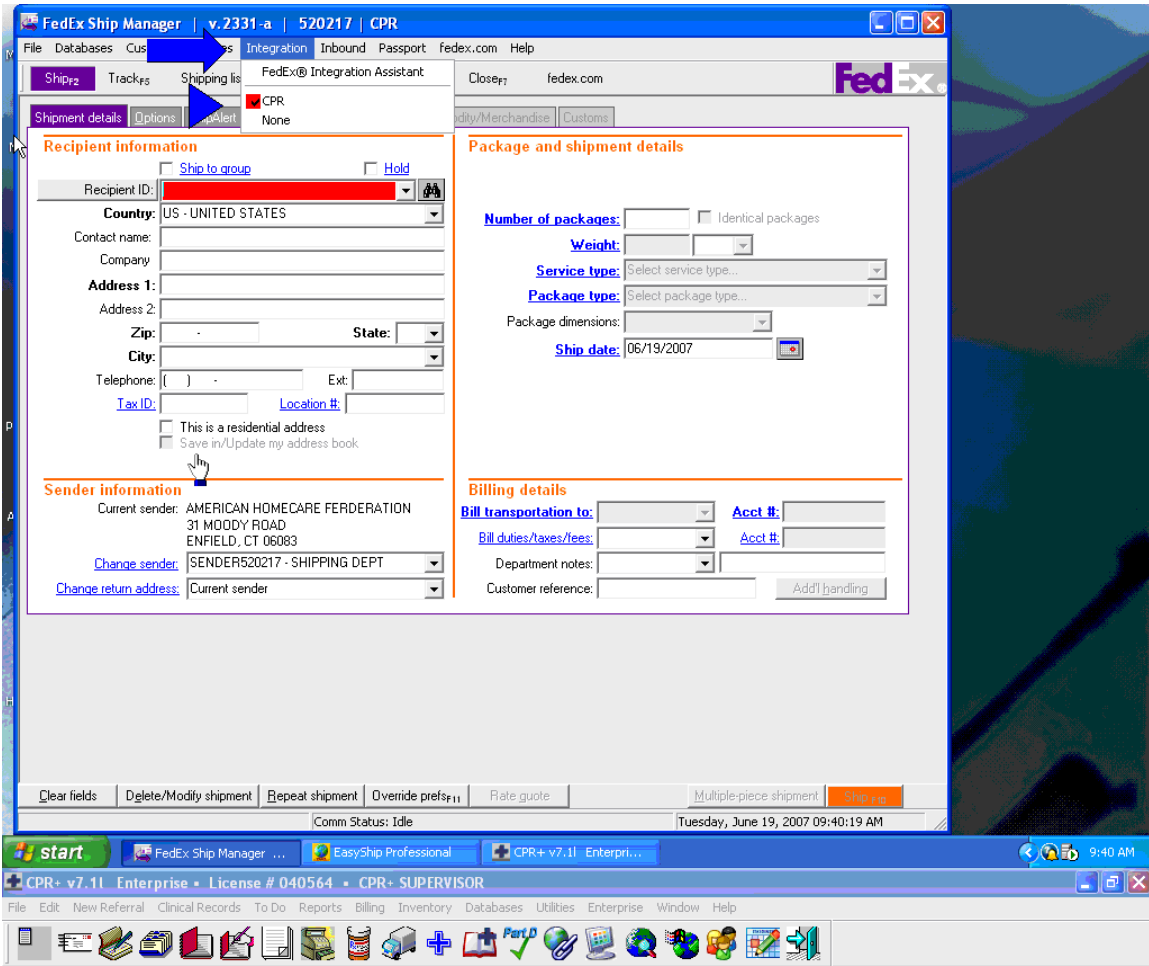 FedEx Ship Manager | v.2331-a | 520217 | CPR
File Databases Cus es Integration Inbound Passport fedex.com Help
ShipF2 TrackF5 Shipping lis CloseF7 fedex.com FedEx
FedEx® Integration Assistant
CPR
None
Shipment details Options ipAlert dity/Merchandise Customs
Recipient information
Ship to group Hold
Recipient ID:
Country: US - UNITED STATES
Contact name:
Company
Address 1:
Address 2:
Zip: - State:
City:
Telephone: ( ) - Ext:
Tax ID: Location #:
This is a residential address
Save in/Update my address book
Package and shipment details
Number of packages: Identical packages
Weight:
Service type: Select service type...
Package type: Select package type...
Package dimensions:
Ship date: 06/19/2007
Sender information
Current sender: AMERICAN HOMECARE FERDERATION
31 MOODY ROAD
ENFIELD, CT 06083
Change sender: SENDER520217 - SHIPPING DEPT
Change return address: Current sender
Billing details
Bill transportation to: Acct #:
Bill duties/taxes/fees: Acct #:
Department notes:
Customer reference: Add'l handling
Clear fields Delete/Modify shipment Repeat shipment Override prefsF11 Rate quote Multiple-piece shipment Ship F10
Comm Status: Idle Tuesday, June 19, 2007 09:40:19 AM
start FedEx Ship Manager ... EasyShip Professional CPR+ v7.1l Enterpri... 9:40 AM
CPR+ v7.1l Enterprise - License # 040564 - CPR+ SUPERVISOR
File Edit New Referral Clinical Records To Do Reports Billing Inventory Databases Utilities Enterprise Window Help
Part D